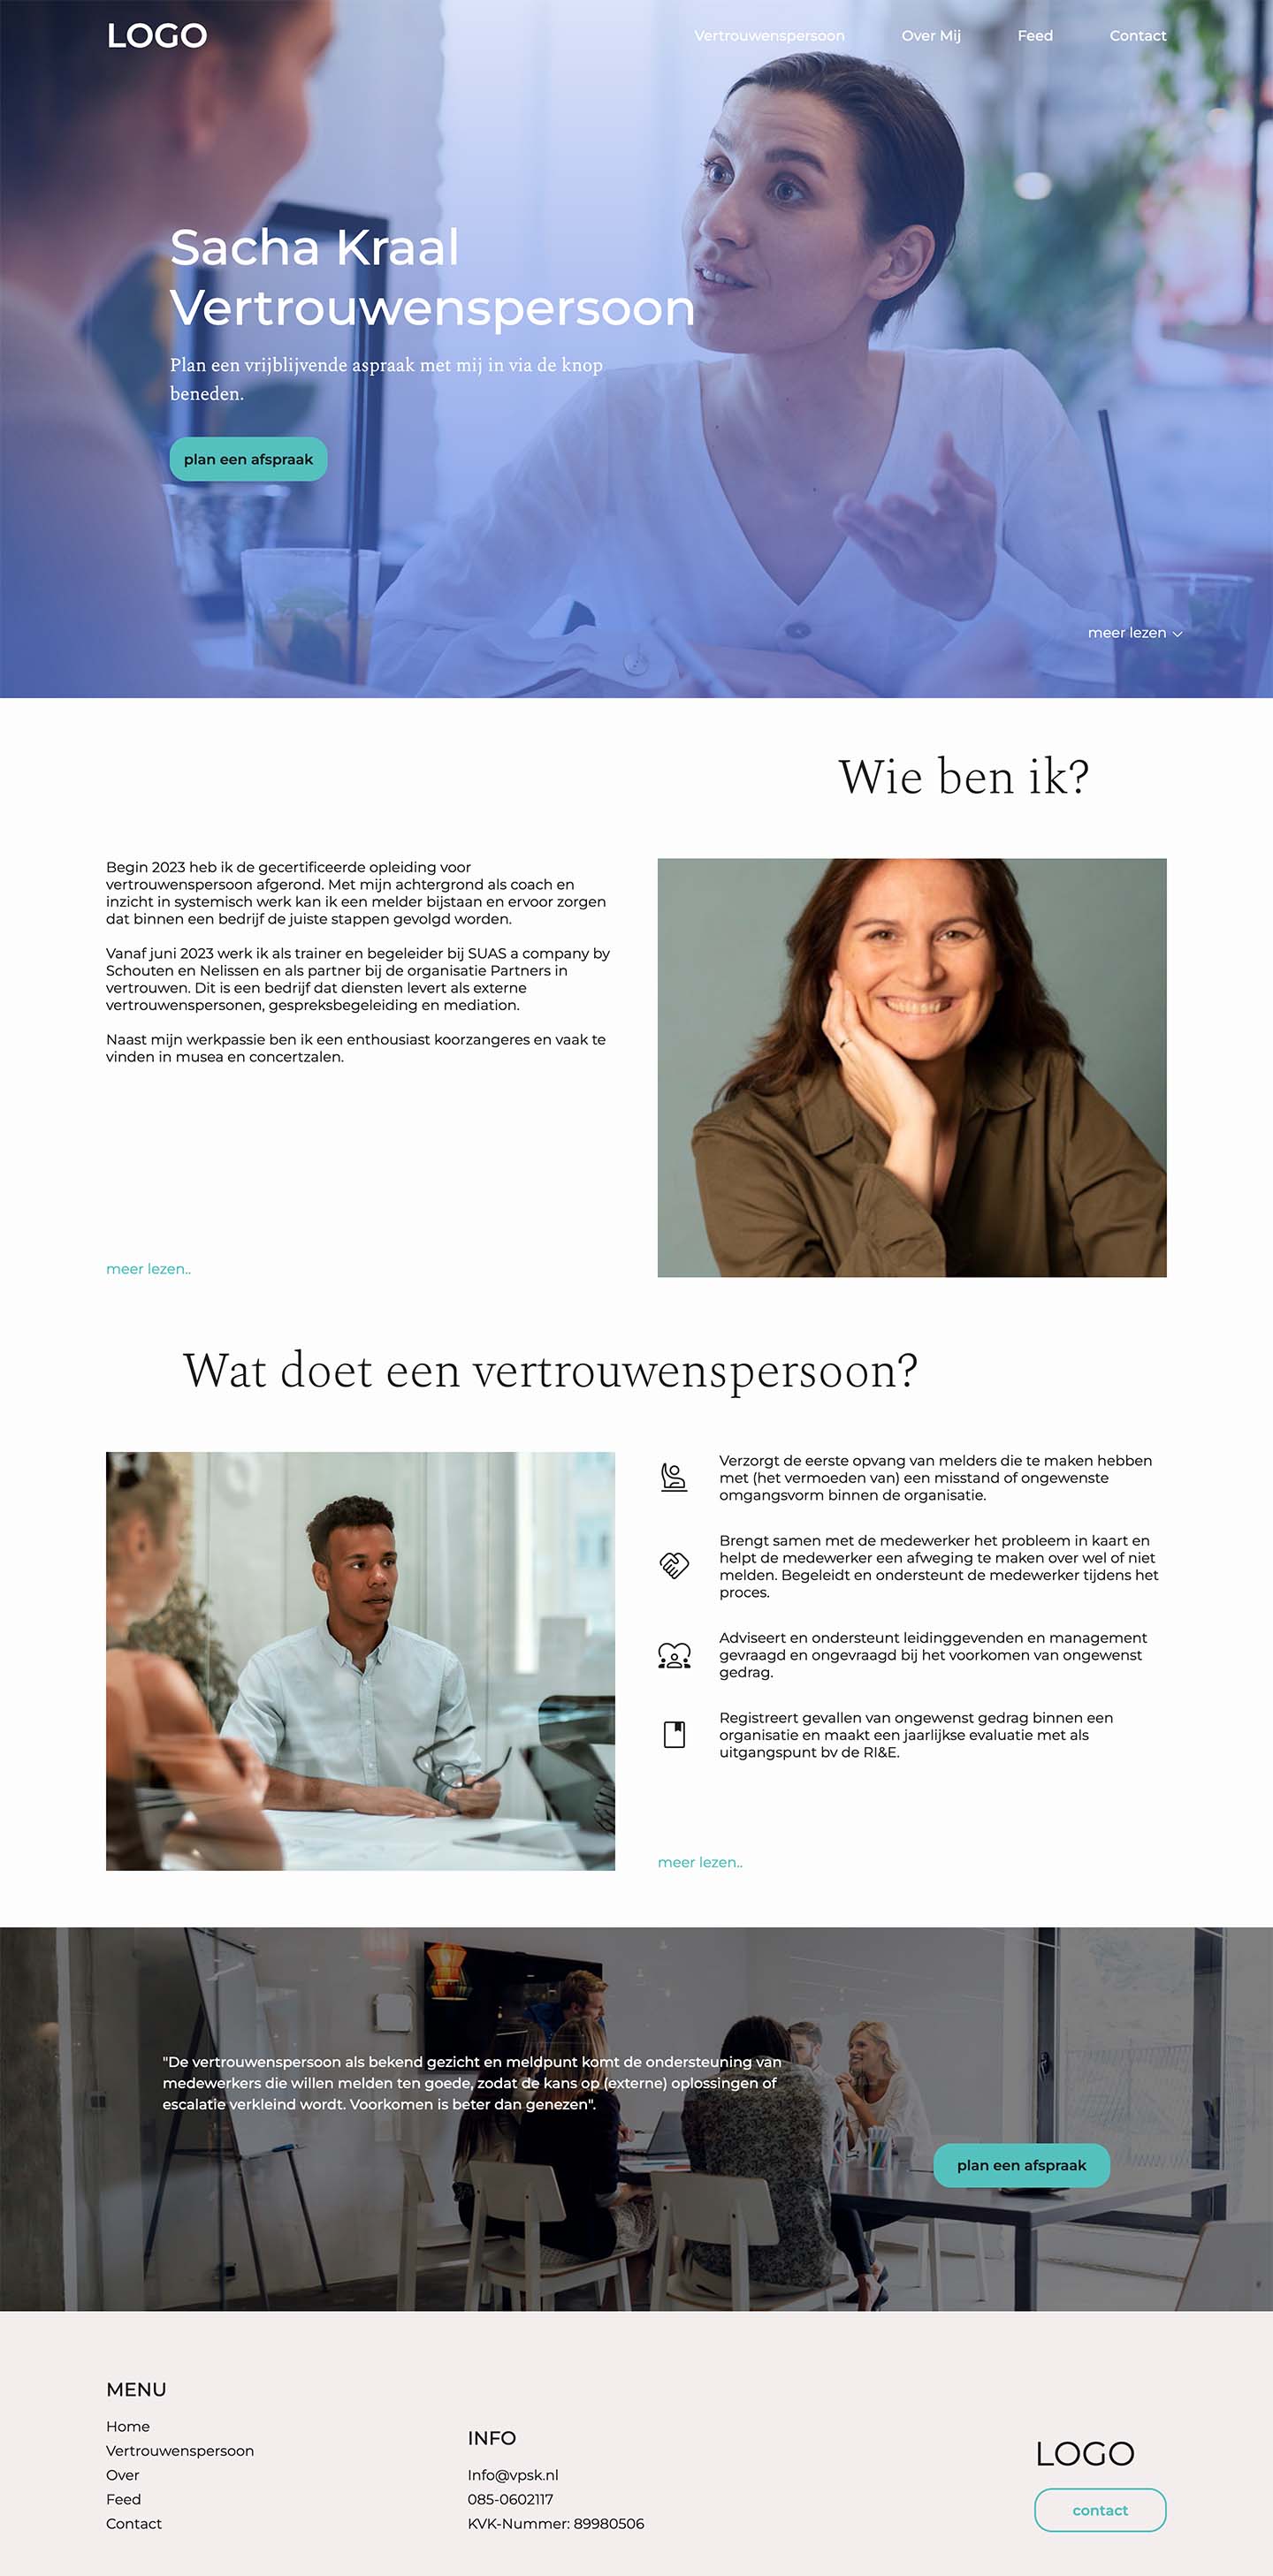 LOGO
Vertrouwenspersoon
Over Mij
Feed
Contact
Sacha Kraal
Vertrouwenspersoon
Plan een vrijblijvende aspraak met mij in via de knop
beneden.
plan een afspraak
meer lezen
Wie ben ik?
Begin 2023 heb ik de gecertificeerde opleiding voor
vertrouwenspersoon afgerond. Met mijn achtergrond als coach en
inzicht in systemisch werk kan ik een melder bijstaan en ervoor zorgen
dat binnen een bedrijf de juiste stappen gevolgd worden.
Vanaf juni 2023 werk ik als trainer en begeleider bij SUAS a company by
Schouten en Nelissen en als partner bij de organisatie Partners in
vertrouwen. Dit is een bedrijf dat diensten levert als externe
vertrouwenspersonen, gespreksbegeleiding en mediation.
Naast mijn werkpassie ben ik een enthousiast koorzangeres en vaak te
vinden in musea en concertzalen.
meer lezen..
Wat doet een vertrouwenspersoon?
Verzorgt de eerste opvang van melders die te maken hebben
met (het vermoeden van) een misstand of ongewenste
omgangsvorm binnen de organisatie.
Brengt samen met de medewerker het probleem in kaart en
helpt de medewerker een afweging te maken over wel of niet
melden. Begeleidt en ondersteunt de medewerker tijdens het
proces.
Adviseert en ondersteunt leidinggevenden en management
gevraagd en ongevraagd bij het voorkomen van ongewenst
gedrag.
Registreert gevallen van ongewenst gedrag binnen een
organisatie en maakt een jaarlijkse evaluatie met als
uitgangspunt bv de RI&E.
meer lezen..
"De vertrouwenspersoon als bekend gezicht en meldpunt komt de ondersteuning van
medewerkers die willen melden ten goede, zodat de kans op (externe) oplossingen of
escalatie verkleind wordt. Voorkomen is beter dan genezen".
plan een afspraak
MENU
Home
Vertrouwenspersoon
Over
Feed
Contact
INFO
Info@vpsk.nl
085-0602117
KVK-Nummer: 89980506
LOGO
contact